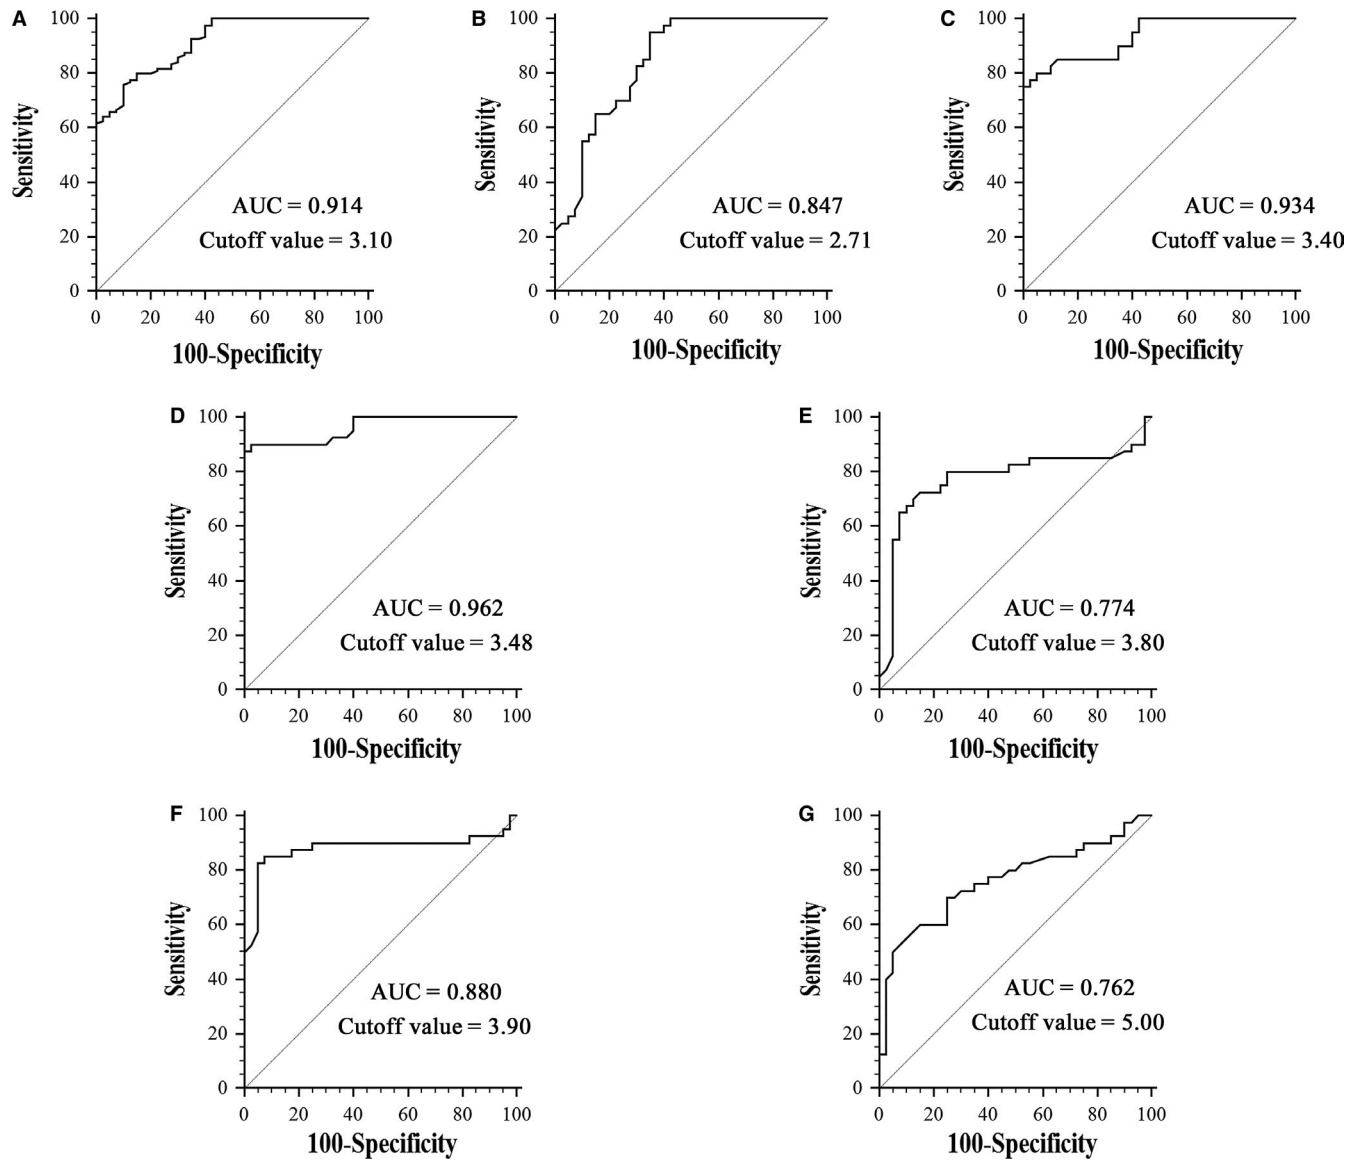 A
100
80
60
40
20
0
Sensitivity
AUC = 0.914
Cutoff value = 3.10
0 20 40 60 80 100
100-Specificity
B
100
80
60
40
20
0
Sensitivity
AUC = 0.847
Cutoff value = 2.71
0 20 40 60 80 100
100-Specificity
C
100
80
60
40
20
0
Sensitivity
AUC = 0.934
Cutoff value = 3.40
0 20 40 60 80 100
100-Specificity
D
100
80
60
40
20
0
Sensitivity
AUC = 0.962
Cutoff value = 3.48
0 20 40 60 80 100
100-Specificity
E
100
80
60
40
20
0
Sensitivity
AUC = 0.774
Cutoff value = 3.80
0 20 40 60 80 100
100-Specificity
F
100
80
60
40
20
0
Sensitivity
AUC = 0.880
Cutoff value = 3.90
0 20 40 60 80 100
100-Specificity
G
100
80
60
40
20
0
Sensitivity
AUC = 0.762
Cutoff value = 5.00
0 20 40 60 80 100
100-Specificity